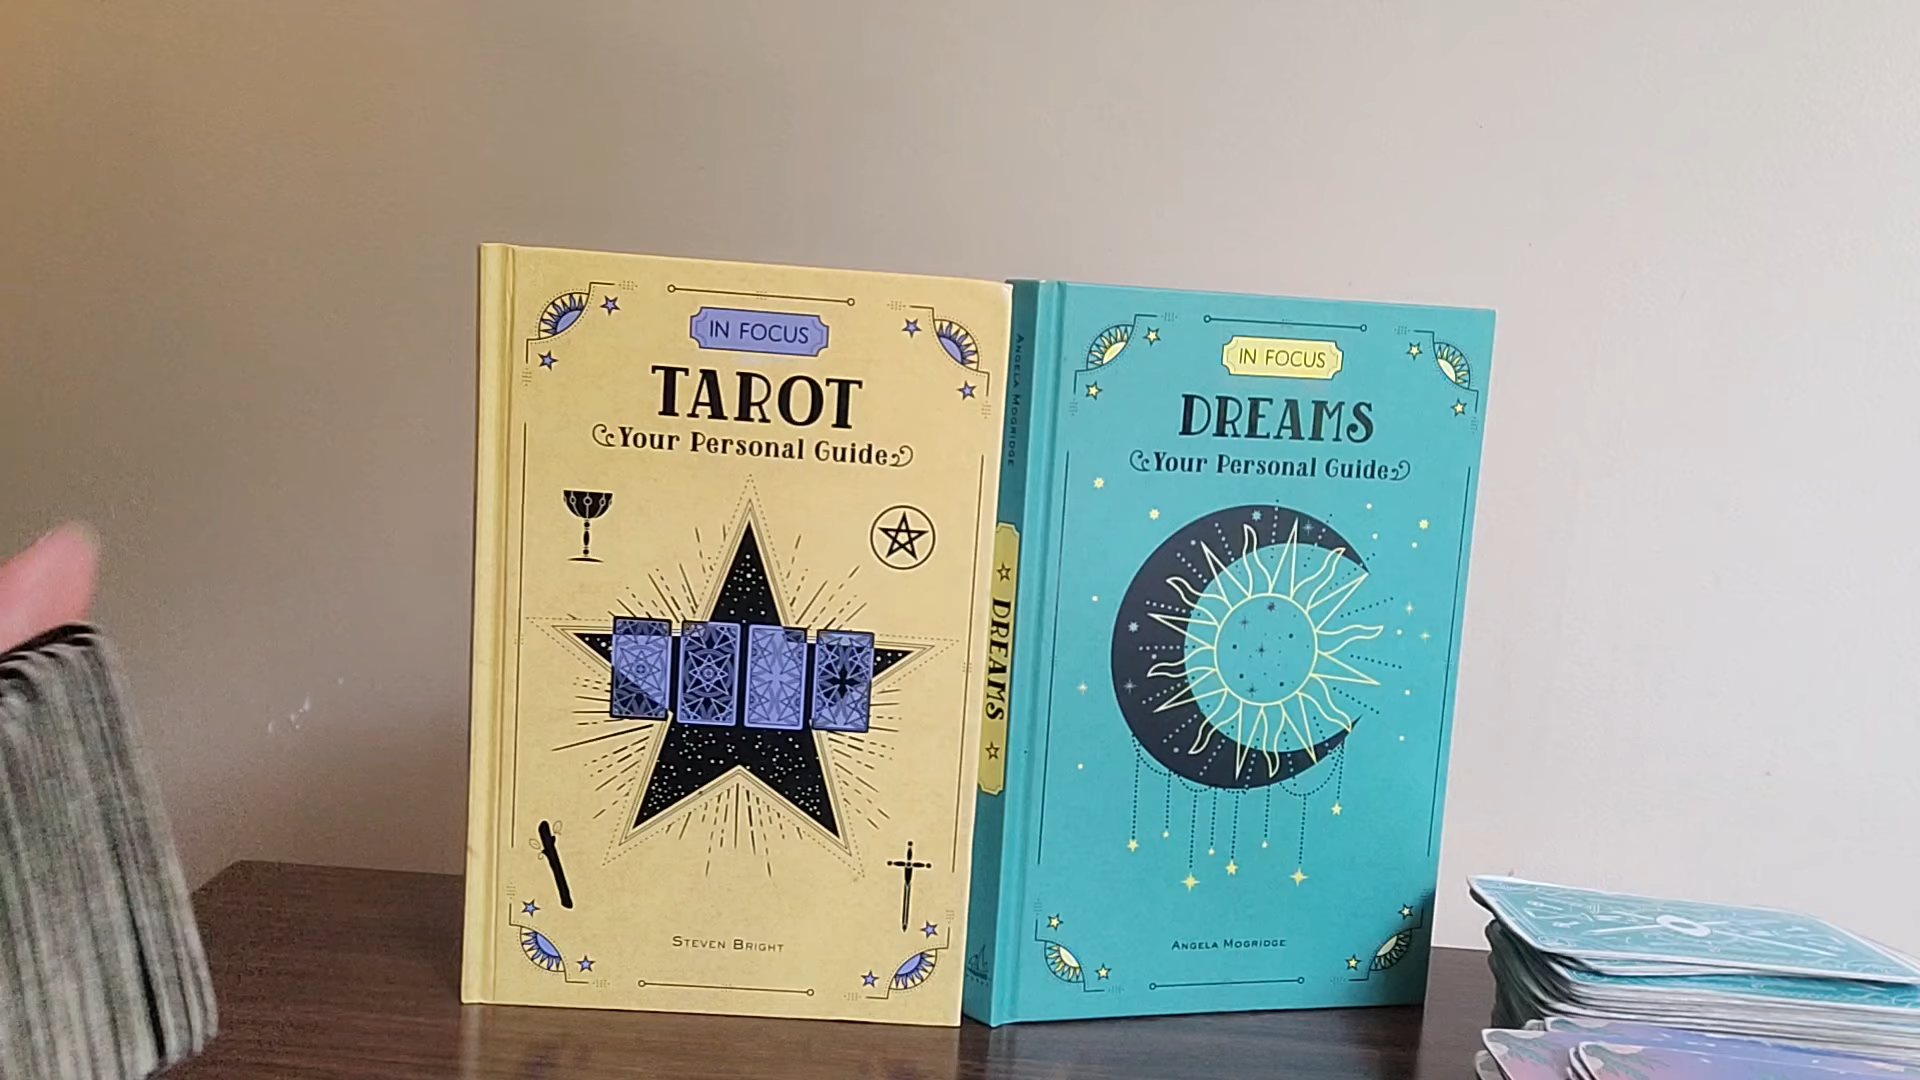 IN FOCUS
TAROT
Your Personal Guide
STEVEN BRIGHT
ANGELA MOGRIDGE
DREAMS
IN FOCUS
DREAMS
Your Personal Guide
ANGELA MOGRIDGE